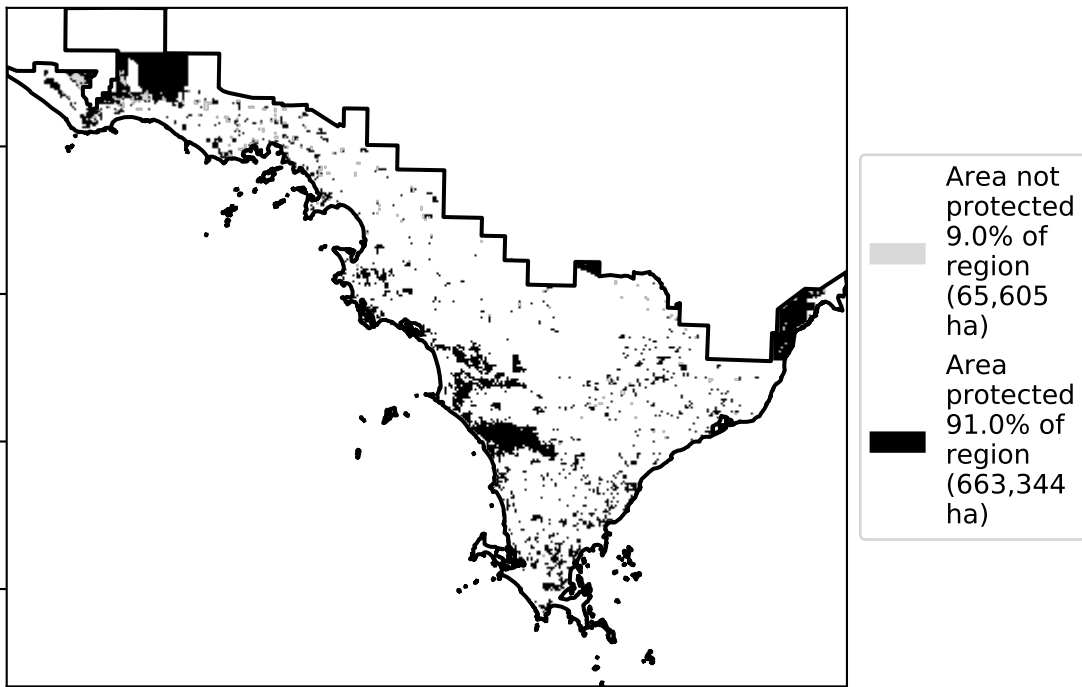 Area not
protected
9.0% of
region
(65,605
ha)
Area
protected
91.0% of
region
(663,344
ha)